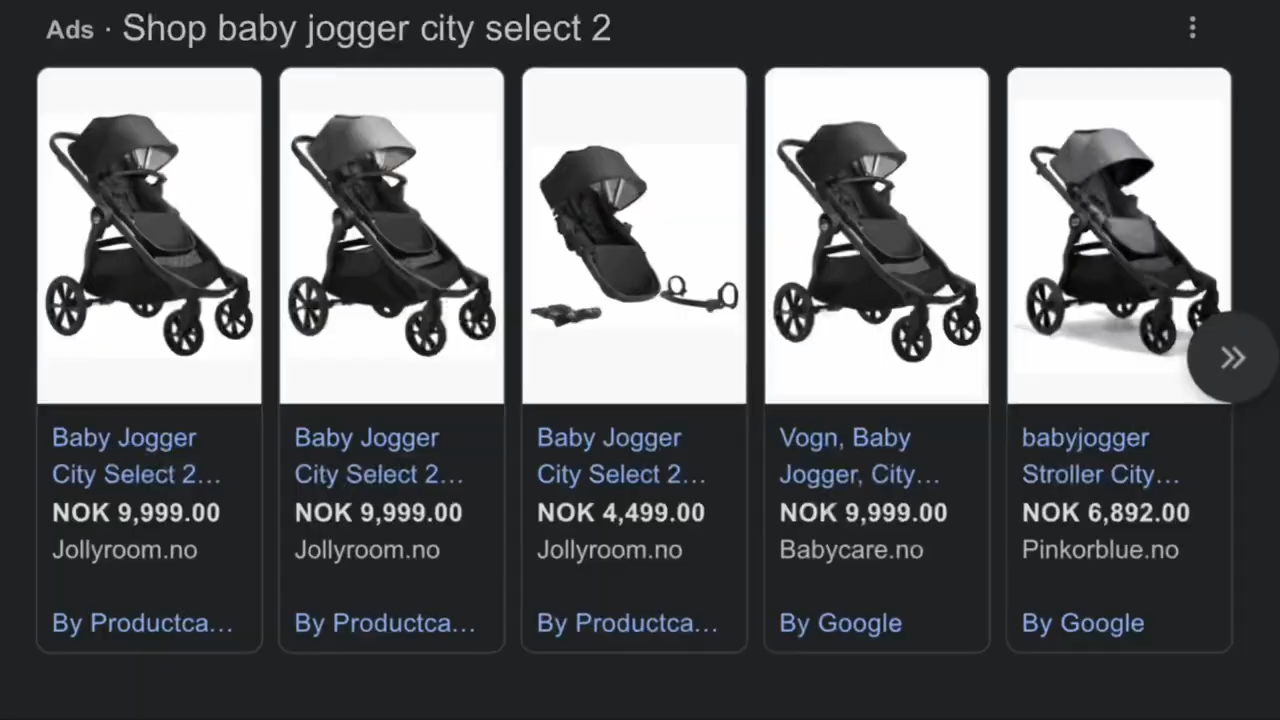 Ads · Shop baby jogger city select 2
Baby Jogger
City Select 2...
NOK 9,999.00
Jollyroom.no
By Productca...
Baby Jogger
City Select 2...
NOK 9,999.00
Jollyroom.no
By Productca...
Baby Jogger
City Select 2...
NOK 4,499.00
Jollyroom.no
By Productca...
Vogn, Baby
Jogger, City...
NOK 9,999.00
Babycare.no
By Google
babyjogger
Stroller City...
NOK 6,892.00
Pinkorblue.no
By Google